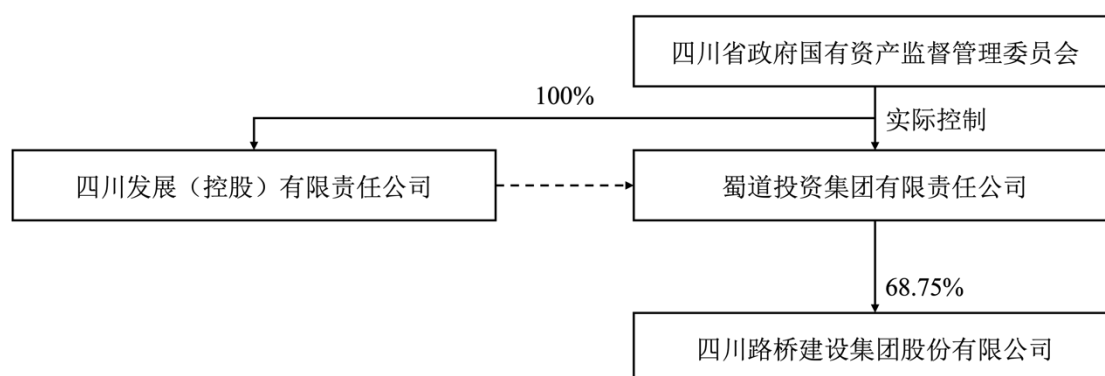 四川省政府国有资产监督管理委员会
100%
实际控制
四川发展（控股）有限责任公司
蜀道投资集团有限责任公司
68.75%
四川路桥建设集团股份有限公司